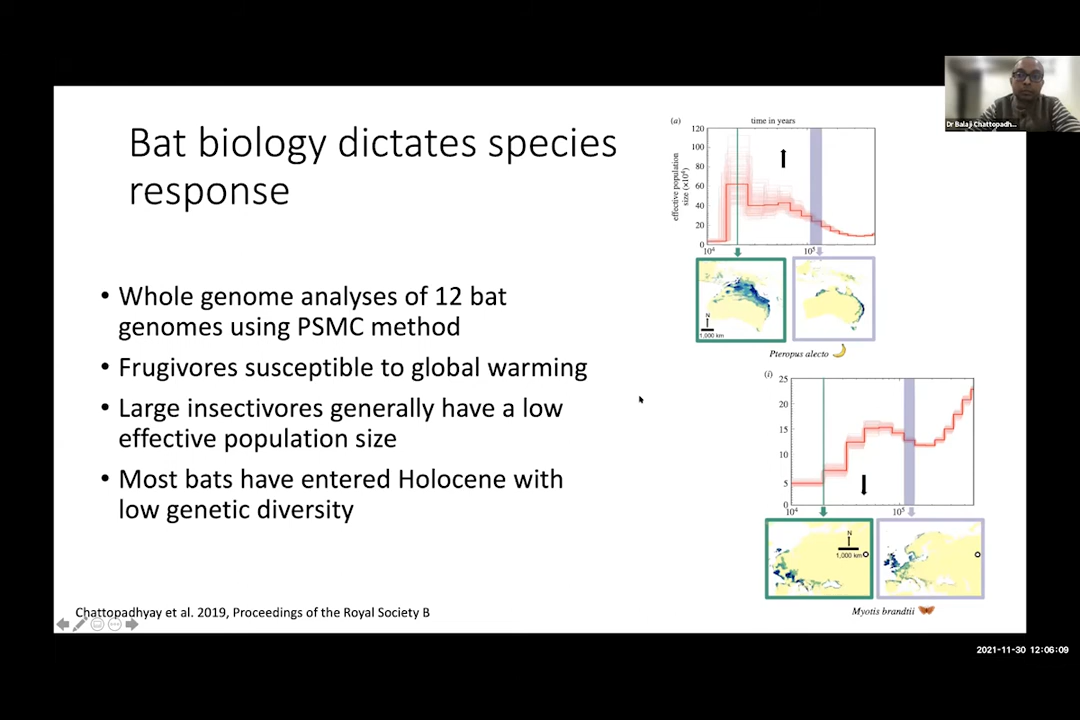 Dr Balaji Chattopadh...
Bat biology dictates species
response
• Whole genome analyses of 12 bat
genomes using PSMC method
• Frugivores susceptible to global warming
• Large insectivores generally have a low
effective population size
• Most bats have entered Holocene with
low genetic diversity
Chattopadhyay et al. 2019, Proceedings of the Royal Society B
(a)
time in years
effective population
size (×10⁴)
120
100
80
60
40
20
0
10⁴
10⁵
N
1,000 km
Pteropus alecto
(i)
25
20
15
10
5
0
10⁴
10⁵
N
1,000 km
Myotis brandtii
2021-11-30 12:06:09